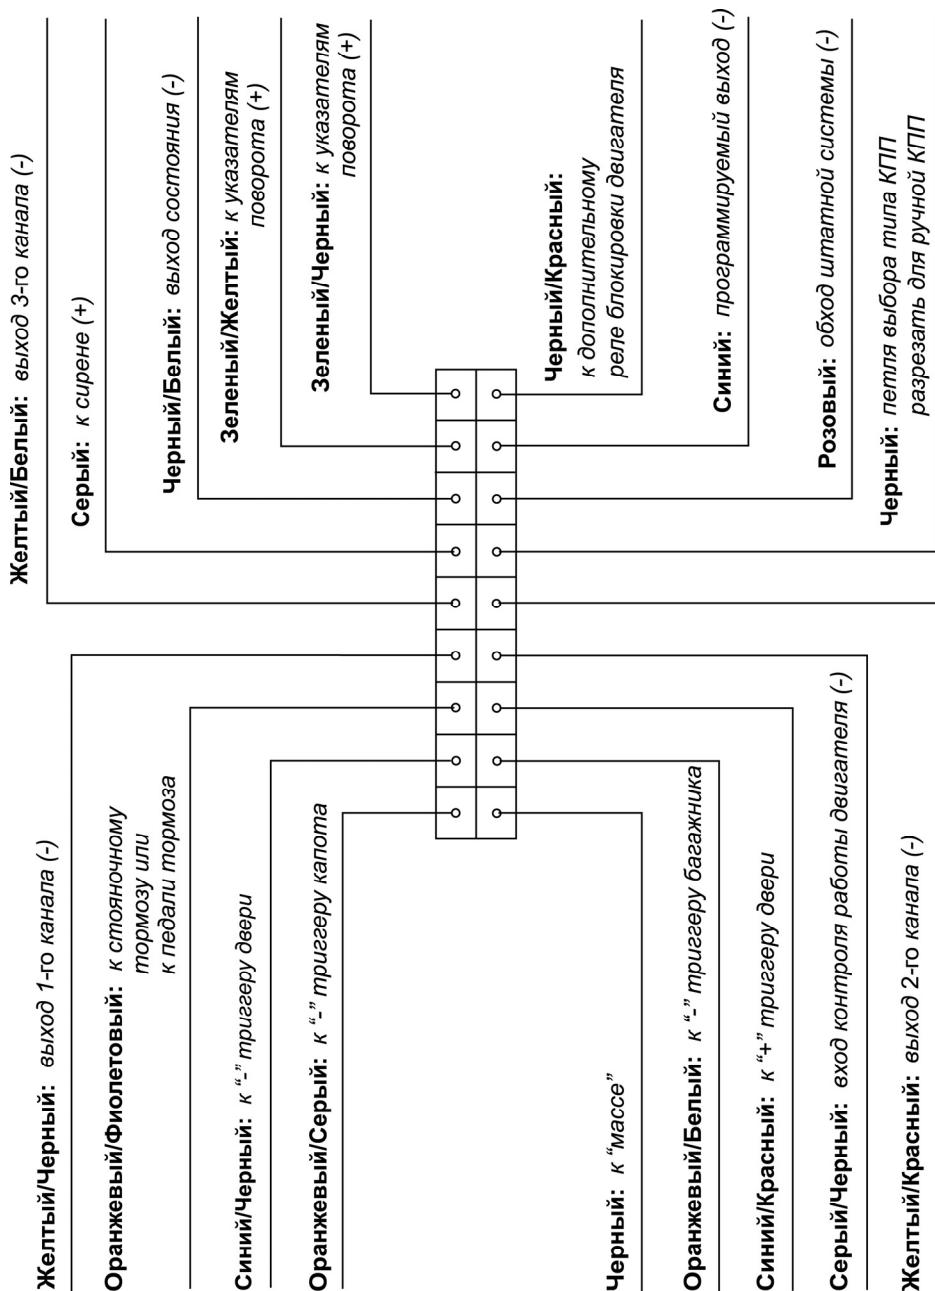 Желтый/Черный: выход 1-го канала (-)
Оранжевый/Фиолетовый: к стояночному
тормозу или
к педали тормоза
Синий/Черный: к “-” триггеру двери
Оранжевый/Серый: к “-” триггеру капота
Желтый/Белый: выход 3-го канала (-)
Серый: к сирене (+)
Черный/Белый: выход состояния (-)
Зеленый/Желтый: к указателям
поворота (+)
Зеленый/Черный: к указателям
поворота (+)
Черный: к “массе”
Оранжевый/Белый: к “-” триггеру багажника
Синий/Красный: к “+” триггеру двери
Серый/Черный: вход контроля работы двигателя (-)
Желтый/Красный: выход 2-го канала (-)
Черный/Красный:
к дополнительному
реле блокировки двигателя
Синий: программируемый выход (-)
Розовый: обход штатной системы (-)
Черный: петля выбора типа КПП
разрезать для ручной КПП